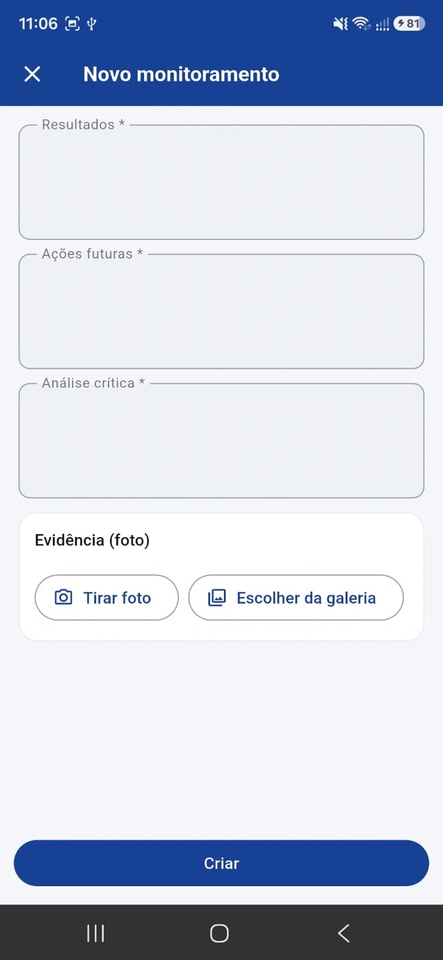 11:06
81
Novo monitoramento
Resultados *
Ações futuras *
Análise crítica *
Evidência (foto)
Tirar foto
Escolher da galeria
Criar